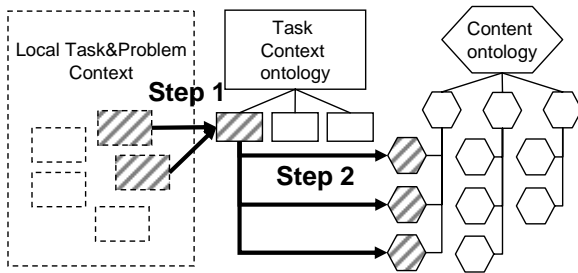 Local Task&Problem
Context
Task
Context
ontology
Content
ontology
Step 1
Step 2